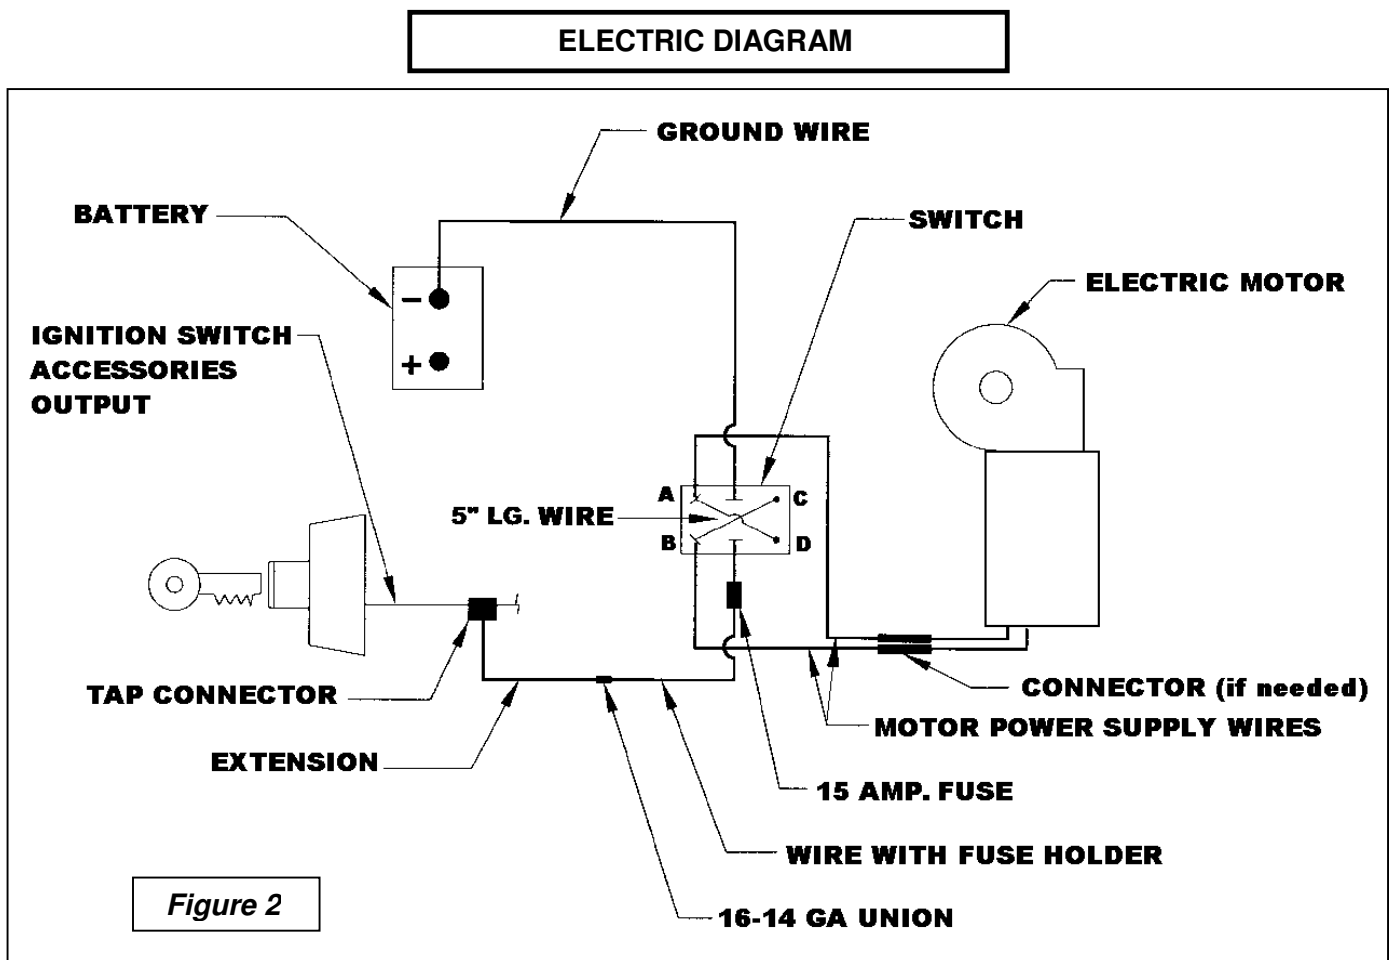 ELECTRIC DIAGRAM
GROUND WIRE
BATTERY
SWITCH
ELECTRIC MOTOR
−
IGNITION SWITCH
ACCESSORIES
OUTPUT
+
A
C
5" LG. WIRE
B
D
TAP CONNECTOR
CONNECTOR (if needed)
MOTOR POWER SUPPLY WIRES
EXTENSION
15 AMP. FUSE
WIRE WITH FUSE HOLDER
Figure 2
16-14 GA UNION